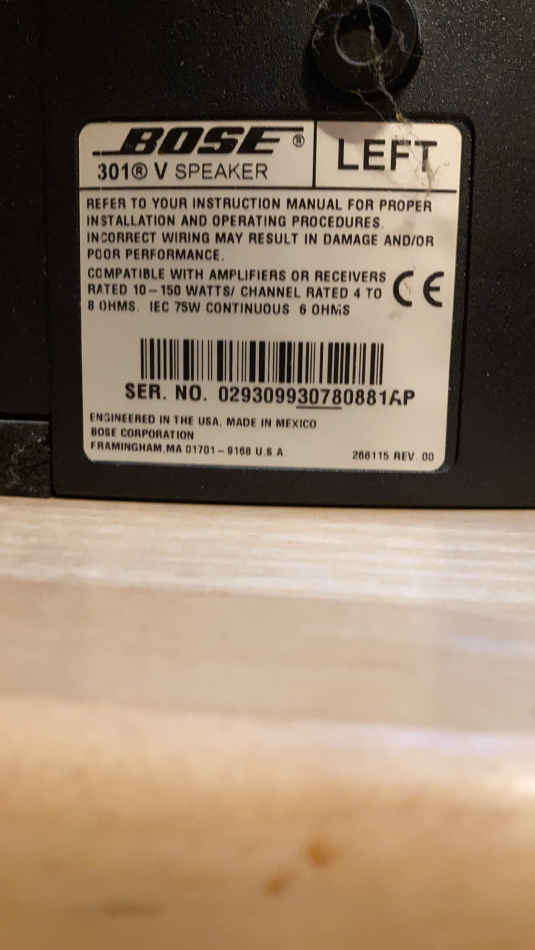 BOSE®
301® V SPEAKER
LEFT
REFER TO YOUR INSTRUCTION MANUAL FOR PROPER
INSTALLATION AND OPERATING PROCEDURES.
INCORRECT WIRING MAY RESULT IN DAMAGE AND/OR
POOR PERFORMANCE.
COMPATIBLE WITH AMPLIFIERS OR RECEIVERS
RATED 10-150 WATTS/ CHANNEL RATED 4 TO
8 OHMS. IEC 75W CONTINUOUS 6 OHMS
CE
SER. NO. 029309930780881AP
ENGINEERED IN THE USA, MADE IN MEXICO
BOSE CORPORATION
FRAMINGHAM, MA 01701-9168 U.S.A.
266115 REV 00